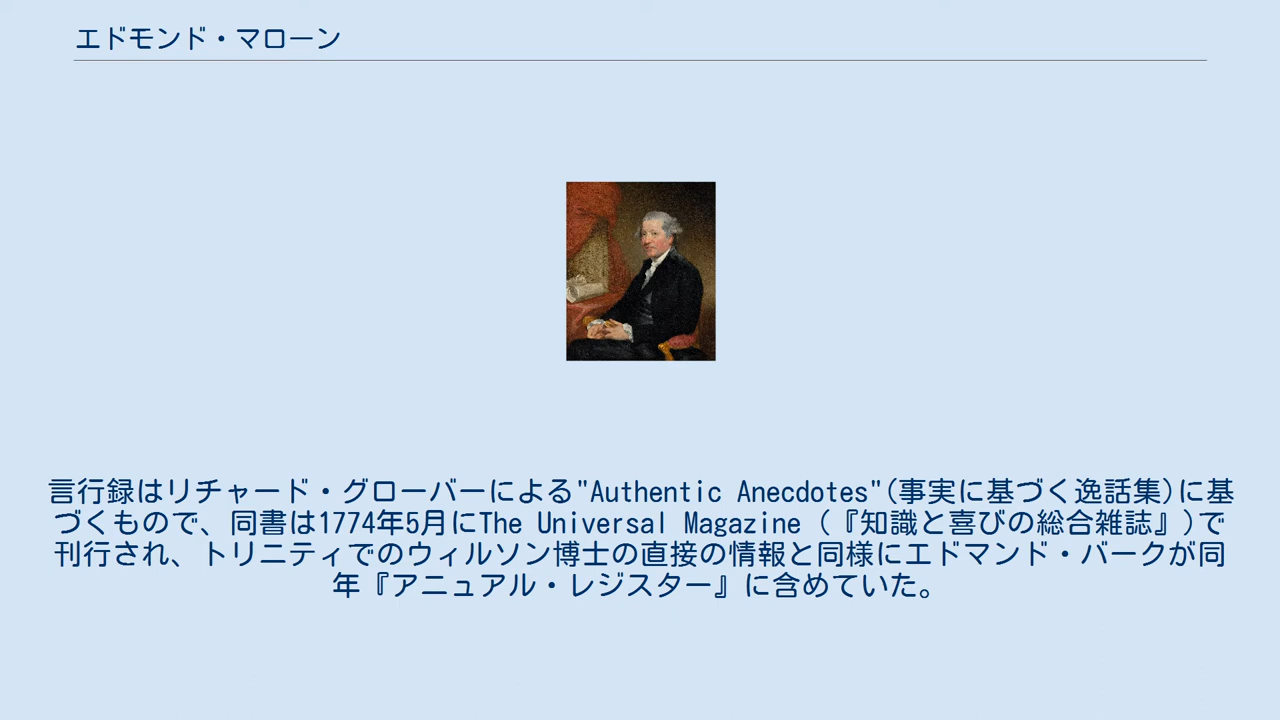 エドモンド・マローン
言行録はリチャード・グローバーによる"Authentic Anecdotes"(事実に基づく逸話集)に基
づくもので、同書は1774年5月にThe Universal Magazine (『知識と喜びの総合雑誌』)で
刊行され、トリニティでのウィルソン博士の直接の情報と同様にエドマンド・バークが同
年『アニュアル・レジスター』に含めていた。